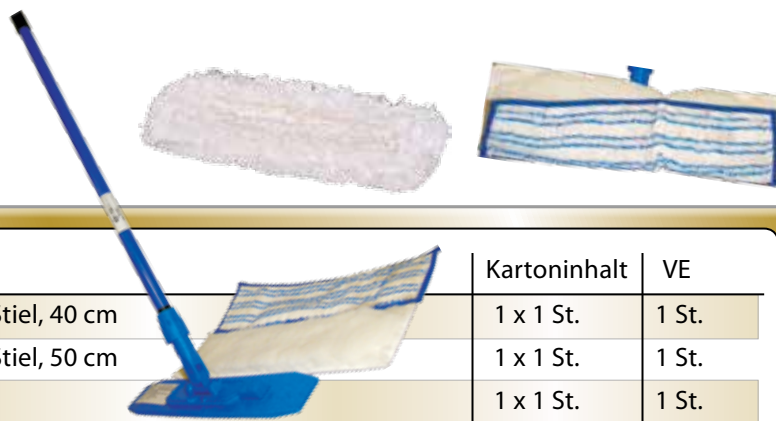 Kartoninhalt VE
Stiel, 40 cm 1 x 1 St. 1 St.
Stiel, 50 cm 1 x 1 St. 1 St.
1 x 1 St. 1 St.